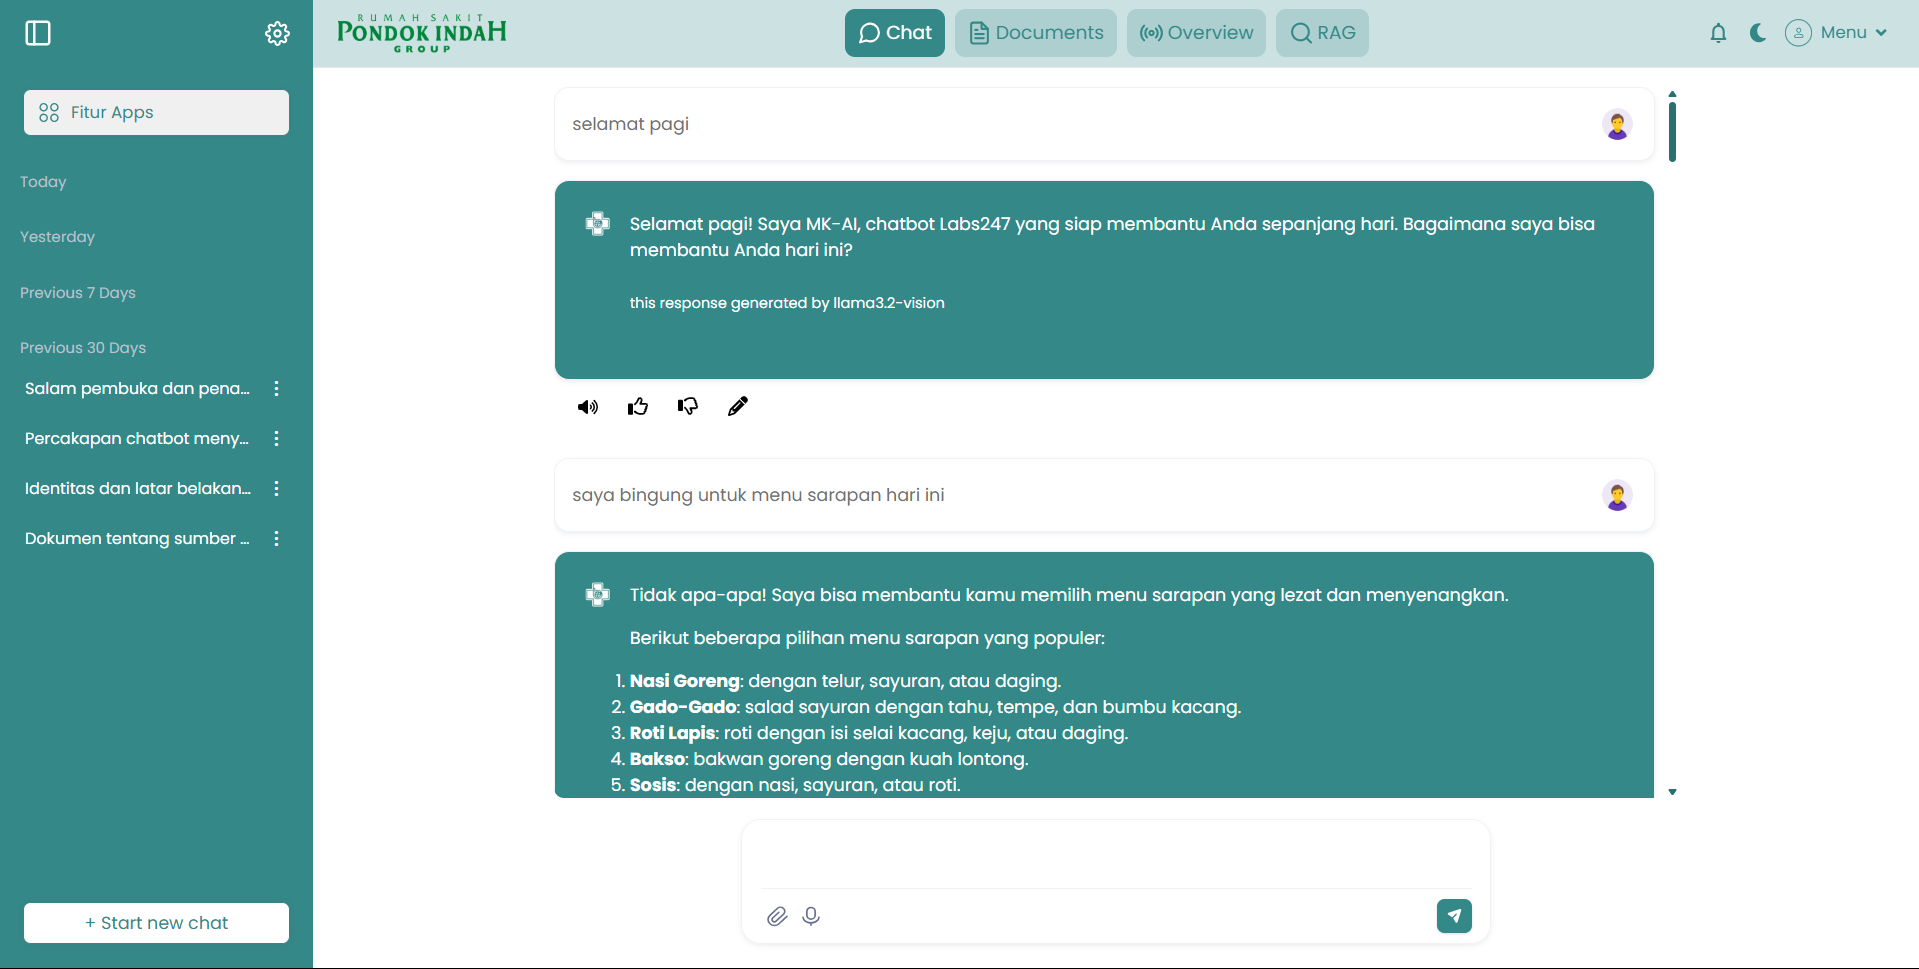 Fitur Apps
Today
Yesterday
Previous 7 Days
Previous 30 Days
Salam pembuka dan pena...
Percakapan chatbot meny...
Identitas dan latar belakan...
Dokumen tentang sumber ...
+ Start new chat
RUMAH SAKIT
PONDOK INDAH
GROUP
Chat
Documents
Overview
RAG
Menu
selamat pagi
Selamat pagi! Saya MK-AI, chatbot Labs247 yang siap membantu Anda sepanjang hari. Bagaimana saya bisa
membantu Anda hari ini?
this response generated by llama3.2-vision
saya bingung untuk menu sarapan hari ini
Tidak apa-apa! Saya bisa membantu kamu memilih menu sarapan yang lezat dan menyenangkan.
Berikut beberapa pilihan menu sarapan yang populer:
1. Nasi Goreng: dengan telur, sayuran, atau daging.
2. Gado-Gado: salad sayuran dengan tahu, tempe, dan bumbu kacang.
3. Roti Lapis: roti dengan isi selai kacang, keju, atau daging.
4. Bakso: bakwan goreng dengan kuah lontong.
5. Sosis: dengan nasi, sayuran, atau roti.